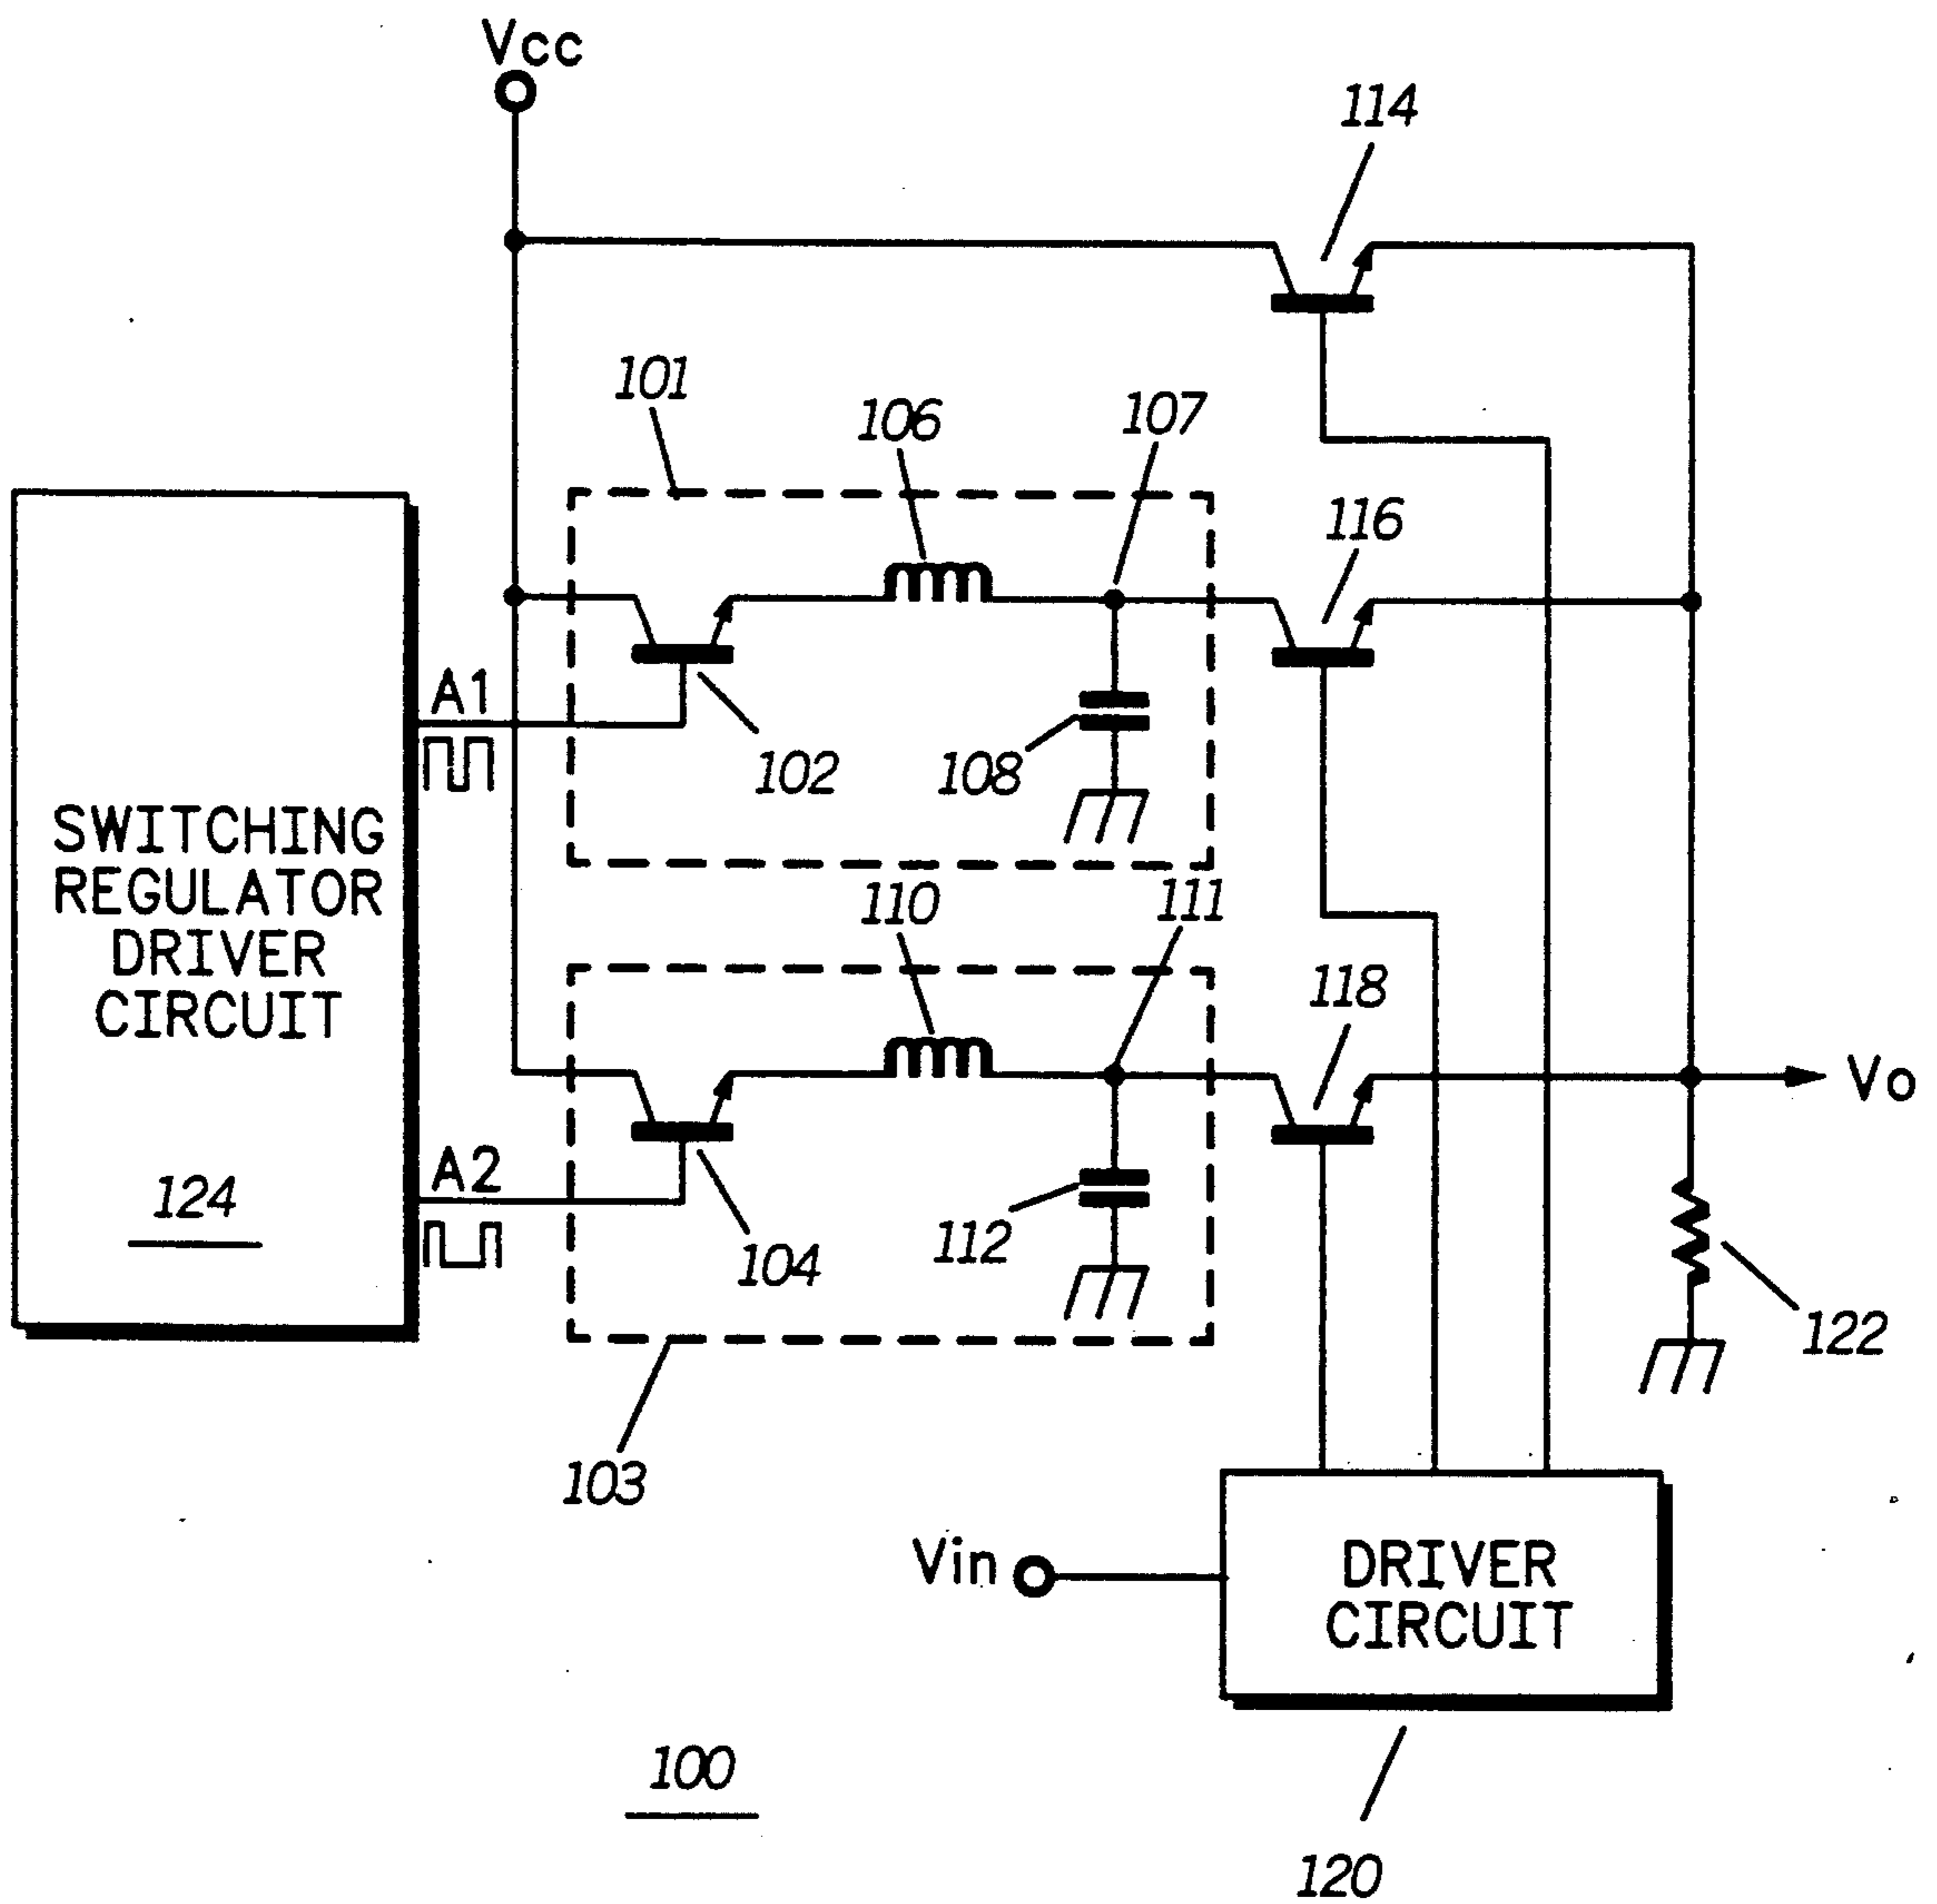 Vcc
114
101
106
107
116
A1
102
108
SWITCHING
REGULATOR
DRIVER
CIRCUIT
124
110
111
118
A2
104
112
Vo
122
103
Vin
DRIVER
CIRCUIT
100
120